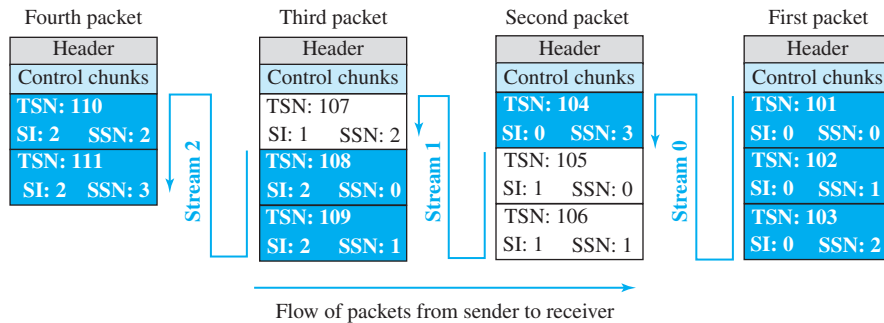 Fourth packet
Header
Control chunks
TSN: 110
SI: 2 SSN: 2
TSN: 111
SI: 2 SSN: 3
Stream 2
Third packet
Header
Control chunks
TSN: 107
SI: 1 SSN: 2
TSN: 108
SI: 2 SSN: 0
TSN: 109
SI: 2 SSN: 1
Stream 1
Second packet
Header
Control chunks
TSN: 104
SI: 0 SSN: 3
TSN: 105
SI: 1 SSN: 0
TSN: 106
SI: 1 SSN: 1
Stream 0
First packet
Header
Control chunks
TSN: 101
SI: 0 SSN: 0
TSN: 102
SI: 0 SSN: 1
TSN: 103
SI: 0 SSN: 2
Flow of packets from sender to receiver